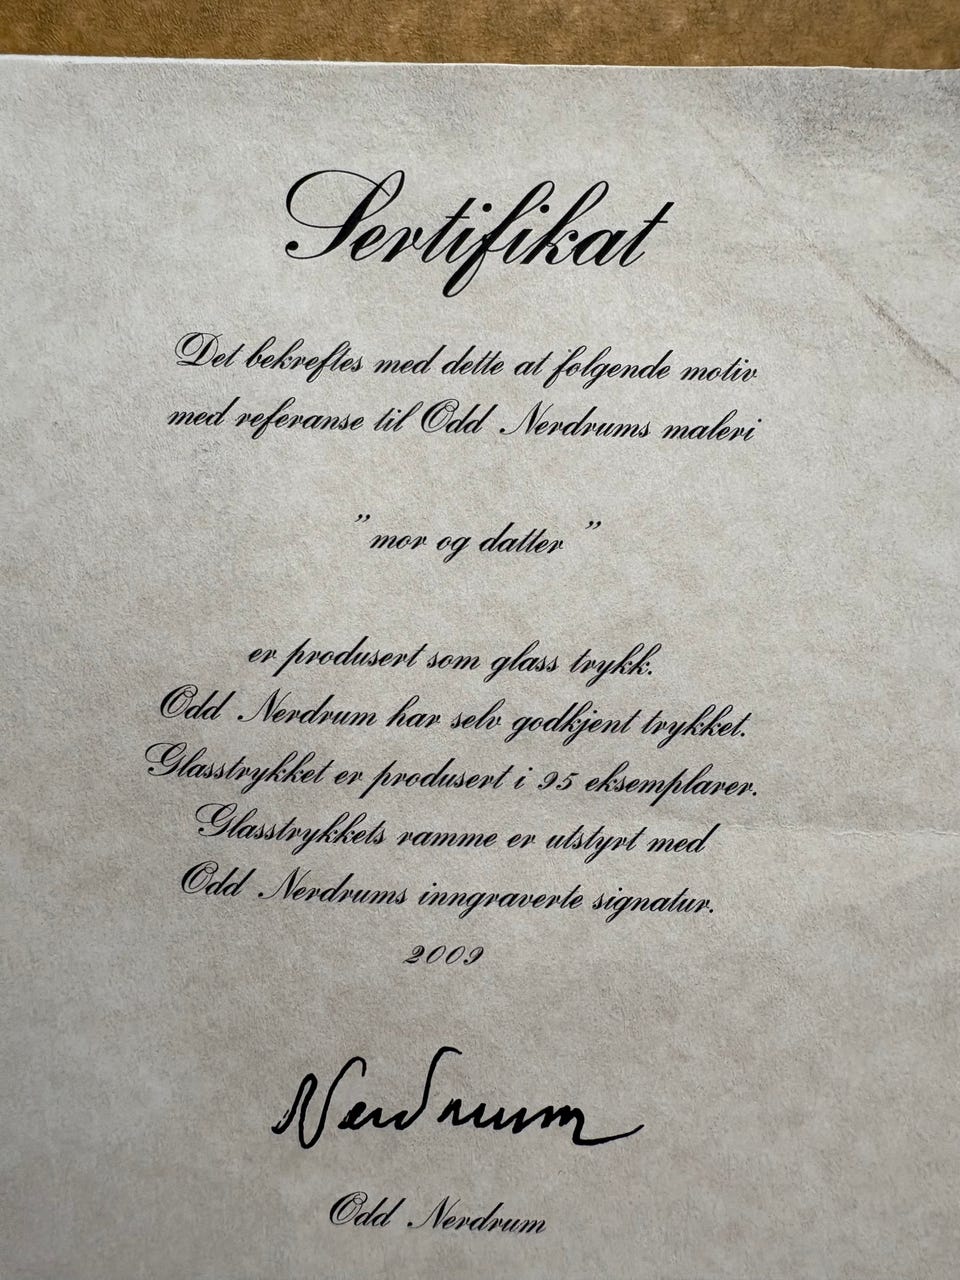 Sertifikat
Det bekreftes med dette at følgende motiv
med referanse til Odd Nerdrums maleri
”mor og datter ”
er produsert som glass trykk.
Odd Nerdrum har selv godkjent trykket.
Glasstrykket er produsert i 95 eksemplarer.
Glasstrykkets ramme er utstyrt med
Odd Nerdrums inngraverte signatur.
2009
Nerdrum
Odd Nerdrum